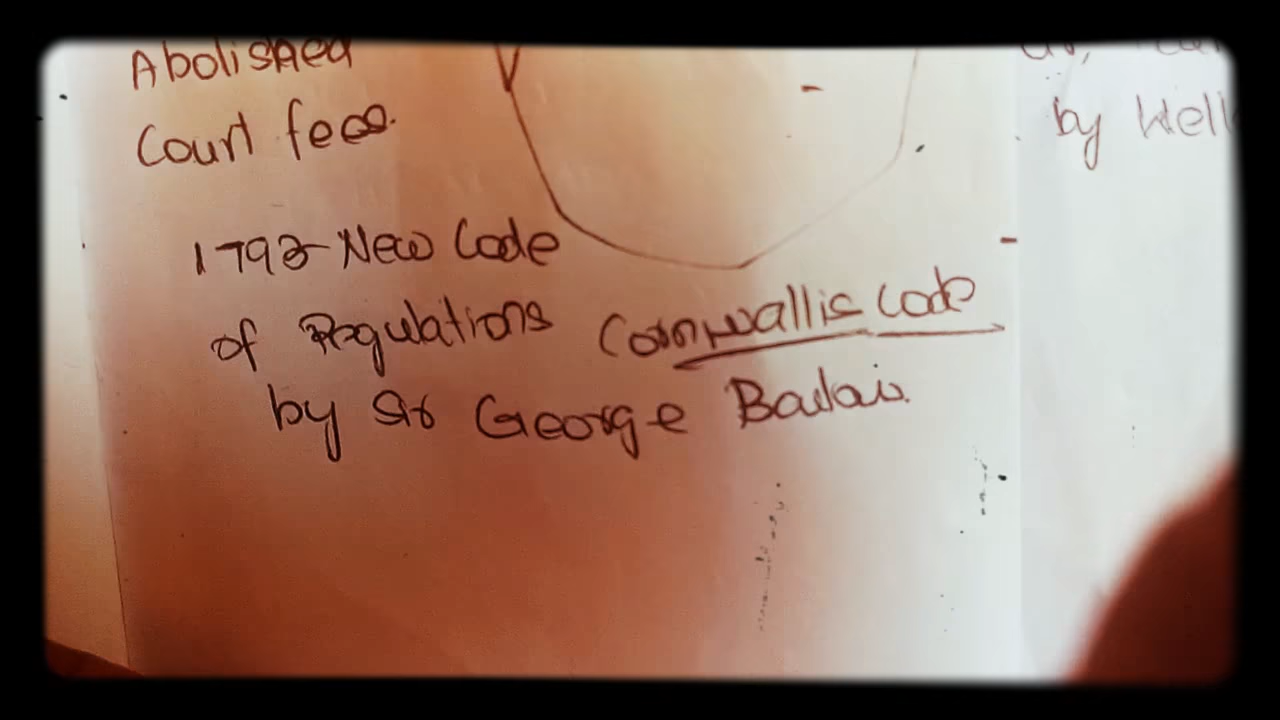 Abolished
Court fees.
1793 New Code
of Regulations Cornwallis Code
by Sir George Barlow.
by Well